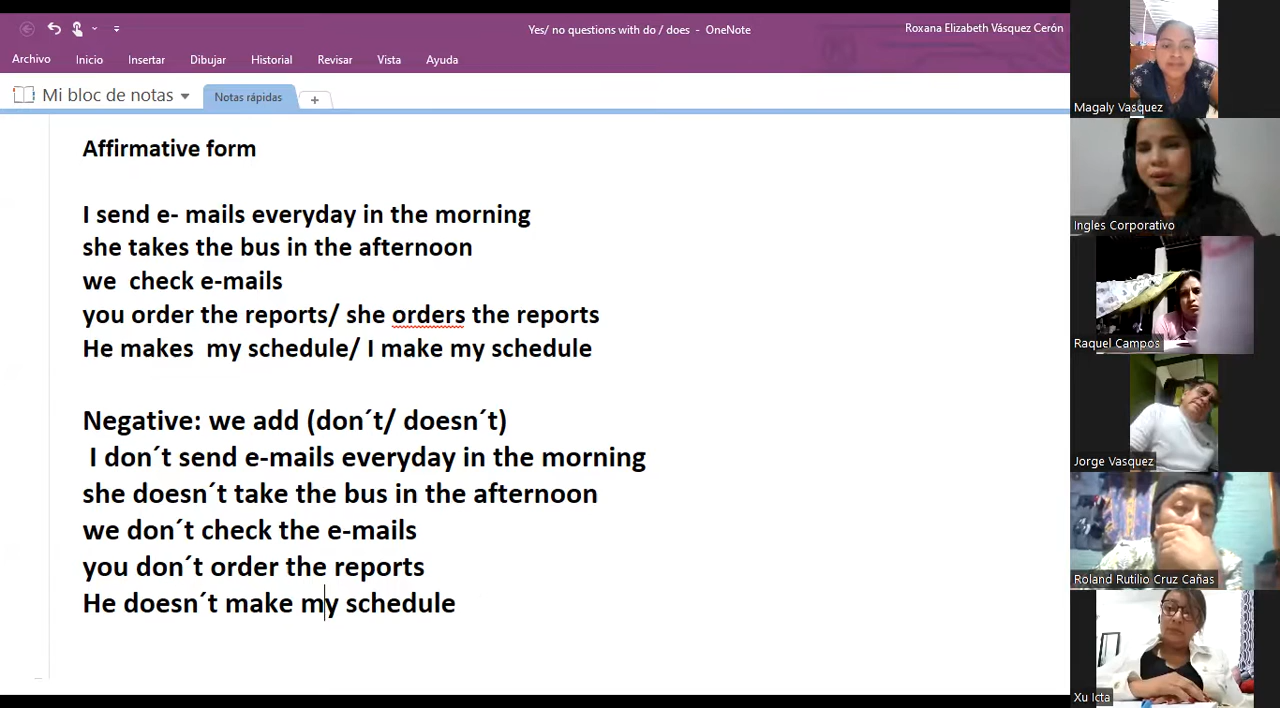 Yes/ no questions with do / does - OneNote
Roxana Elizabeth Vásquez Cerón
Archivo Inicio Insertar Dibujar Historial Revisar Vista Ayuda
Mi bloc de notas Notas rápidas
Affirmative form
I send e- mails everyday in the morning
she takes the bus in the afternoon
we check e-mails
you order the reports/ she orders the reports
He makes my schedule/ I make my schedule
Negative: we add (don´t/ doesn´t)
I don´t send e-mails everyday in the morning
she doesn´t take the bus in the afternoon
we don´t check the e-mails
you don´t order the reports
He doesn´t make my schedule
Magaly Vasquez
Ingles Corporativo
Raquel Campos
Jorge Vasquez
Roland Rutilio Cruz Cañas
Xu Icta